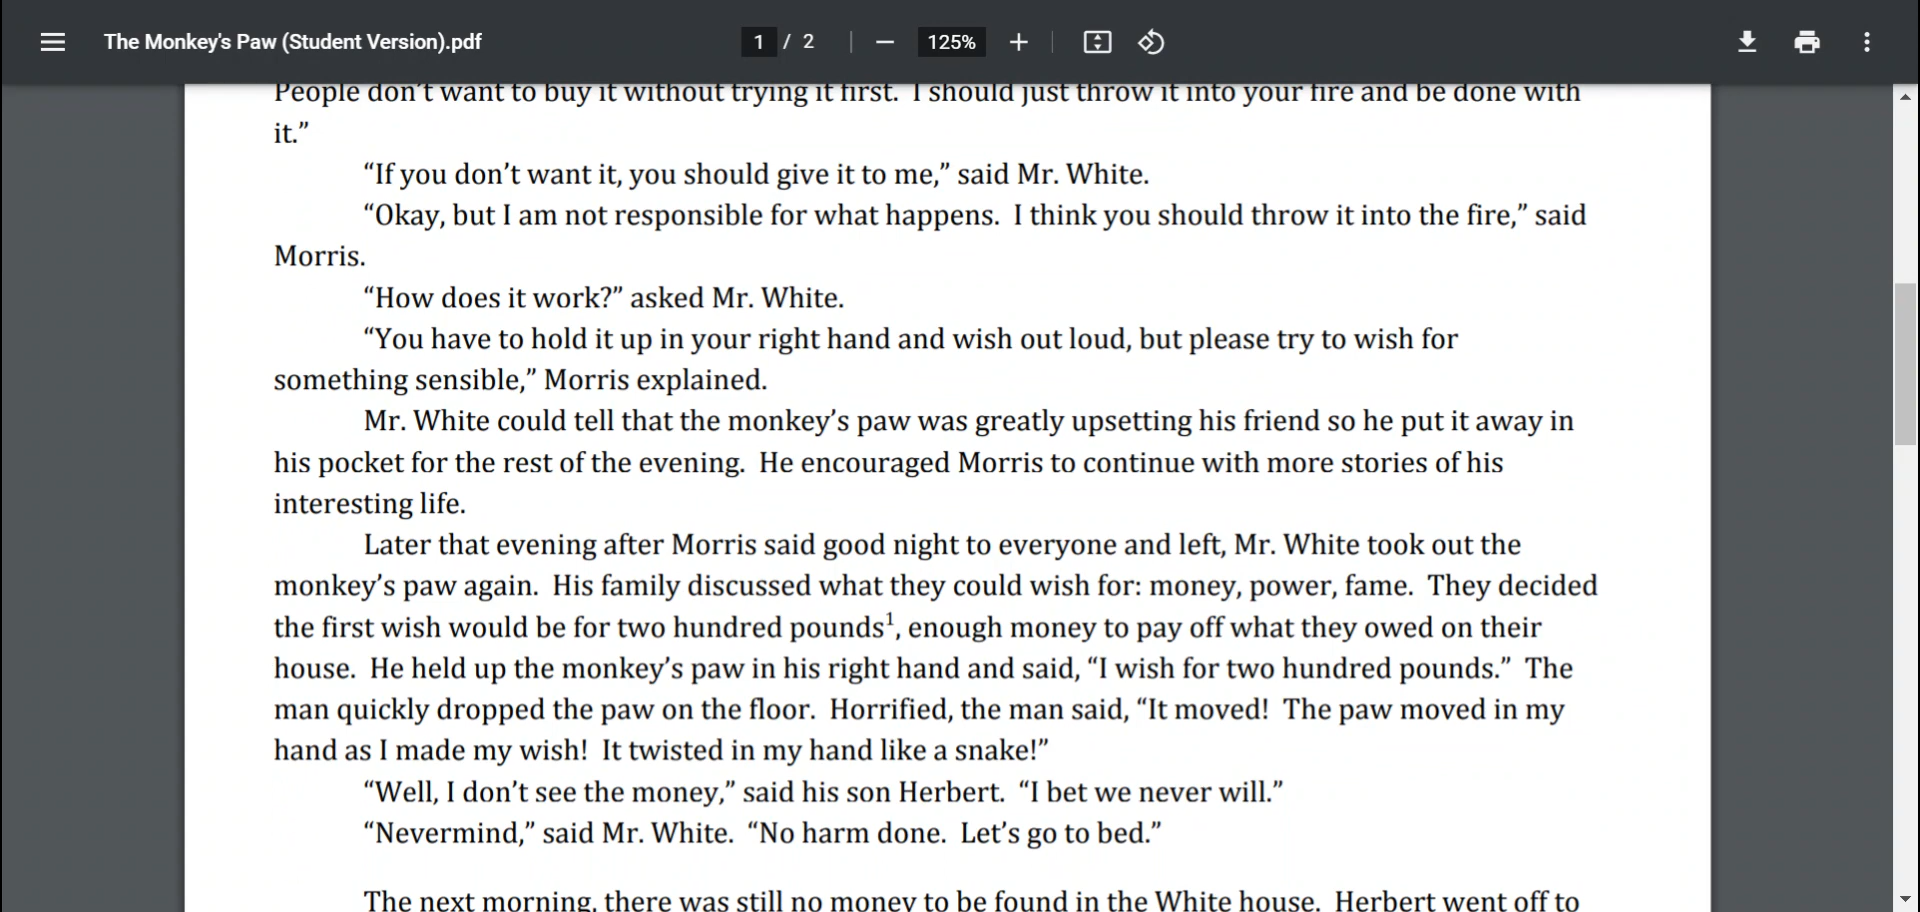 The Monkey's Paw (Student Version).pdf
1 / 2
125%
People don’t want to buy it without trying it first.  I should just throw it into your fire and be done with
it.”
“If you don’t want it, you should give it to me,” said Mr. White.
“Okay, but I am not responsible for what happens.  I think you should throw it into the fire,” said
Morris.
“How does it work?” asked Mr. White.
“You have to hold it up in your right hand and wish out loud, but please try to wish for
something sensible,” Morris explained.
Mr. White could tell that the monkey’s paw was greatly upsetting his friend so he put it away in
his pocket for the rest of the evening.  He encouraged Morris to continue with more stories of his
interesting life.
Later that evening after Morris said good night to everyone and left, Mr. White took out the
monkey’s paw again.  His family discussed what they could wish for: money, power, fame.  They decided
the first wish would be for two hundred pounds¹, enough money to pay off what they owed on their
house.  He held up the monkey’s paw in his right hand and said, “I wish for two hundred pounds.”  The
man quickly dropped the paw on the floor.  Horrified, the man said, “It moved!  The paw moved in my
hand as I made my wish!  It twisted in my hand like a snake!”
“Well, I don’t see the money,” said his son Herbert.  “I bet we never will.”
“Nevermind,” said Mr. White.  “No harm done.  Let’s go to bed.”
The next morning, there was still no money to be found in the White house.  Herbert went off to